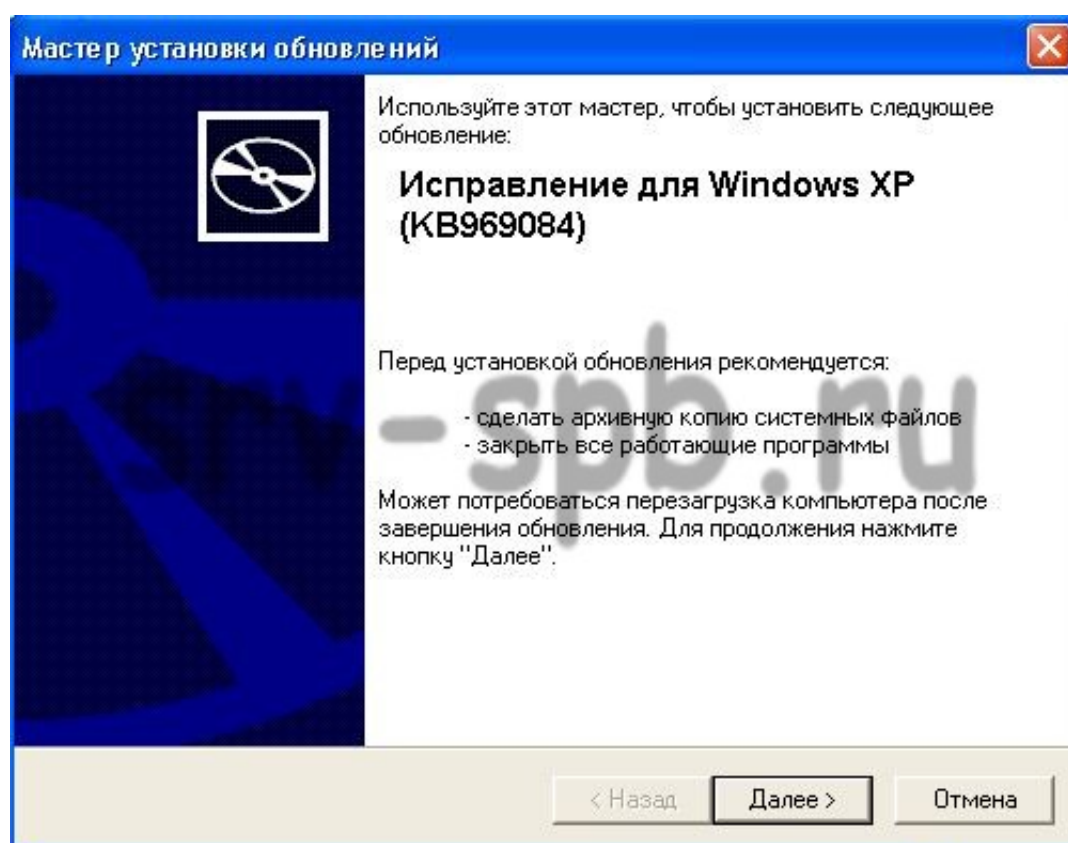 Мастер установки обновлений
Используйте этот мастер, чтобы установить следующее
обновление:
Исправление для Windows XP
(KB969084)
Перед установкой обновления рекомендуется:
- сделать архивную копию системных файлов
- закрыть все работающие программы
Может потребоваться перезагрузка компьютера после
завершения обновления. Для продолжения нажмите
кнопку "Далее".
-spb.ru
< Назад
Далее >
Отмена